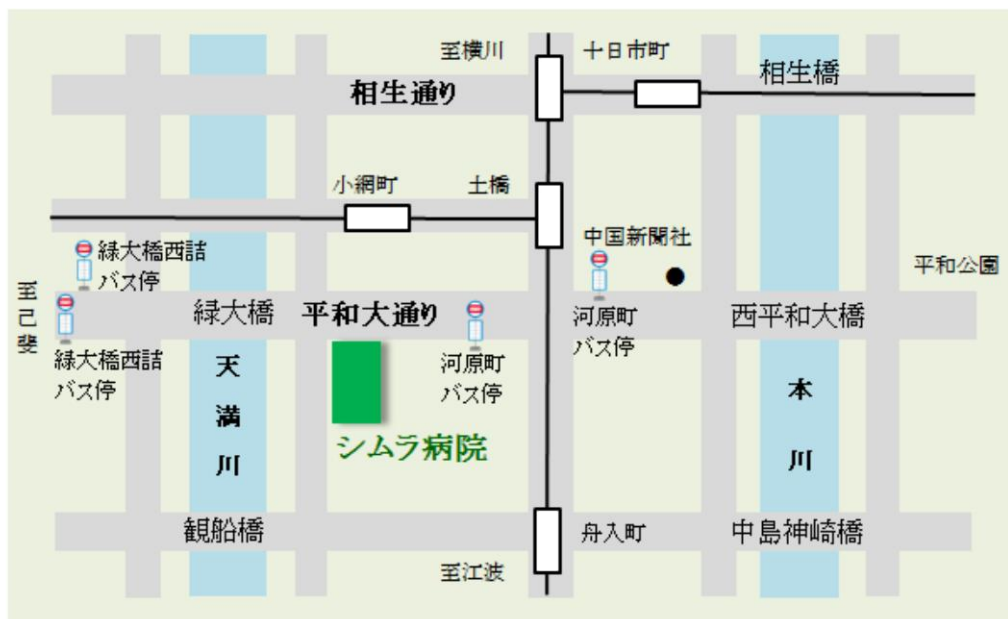 至横川
十日市町
相生橋
相生通り
小網町
土橋
中国新聞社
緑大橋西詰
バス停
平和公園
至己斐
緑大橋
平和大通り
河原町
バス停
西平和大橋
緑大橋西詰
バス停
河原町
バス停
天満川
本川
シムラ病院
観船橋
舟入町
中島神崎橋
至江波